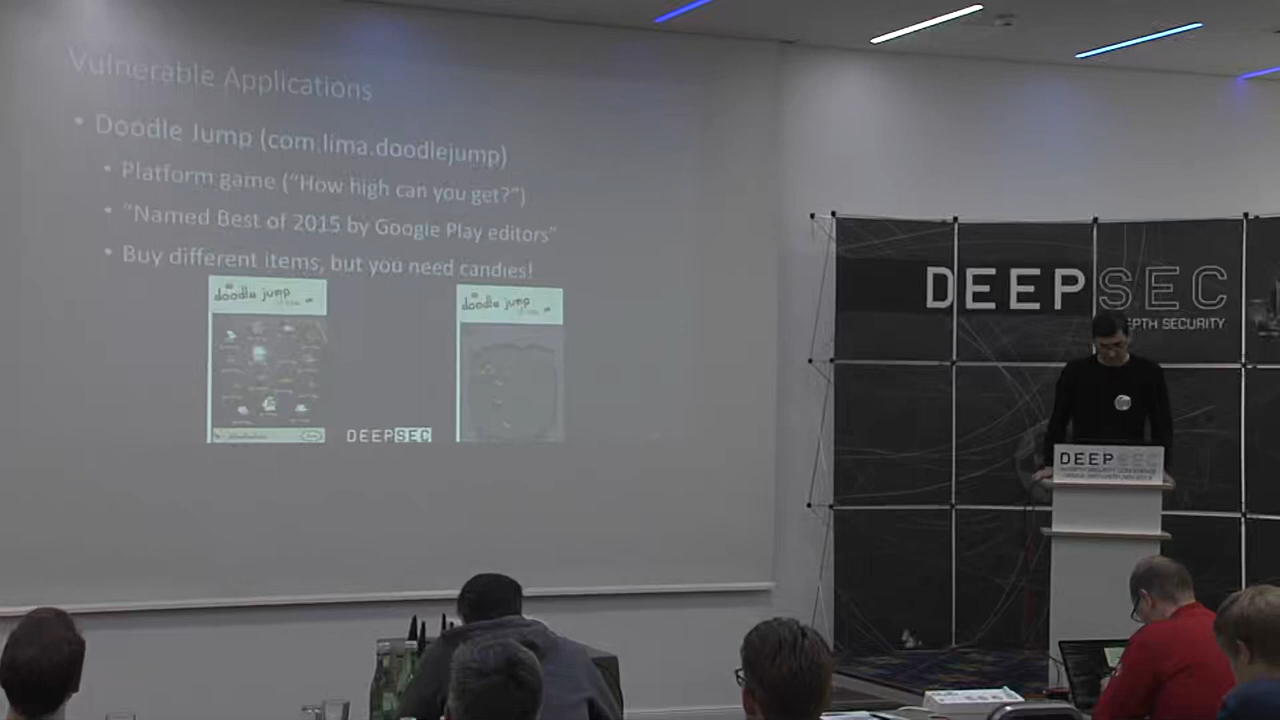 Vulnerable Applications
• Doodle Jump (com.lima.doodlejump)
• Platform game (“How high can you get?”)
• “Named Best of 2015 by Google Play editors”
• Buy different items, but you need candies!
doodle jump
doodle jump
DEEPSEC
DEEPSEC
DEPTH SECURITY
DEEPSEC